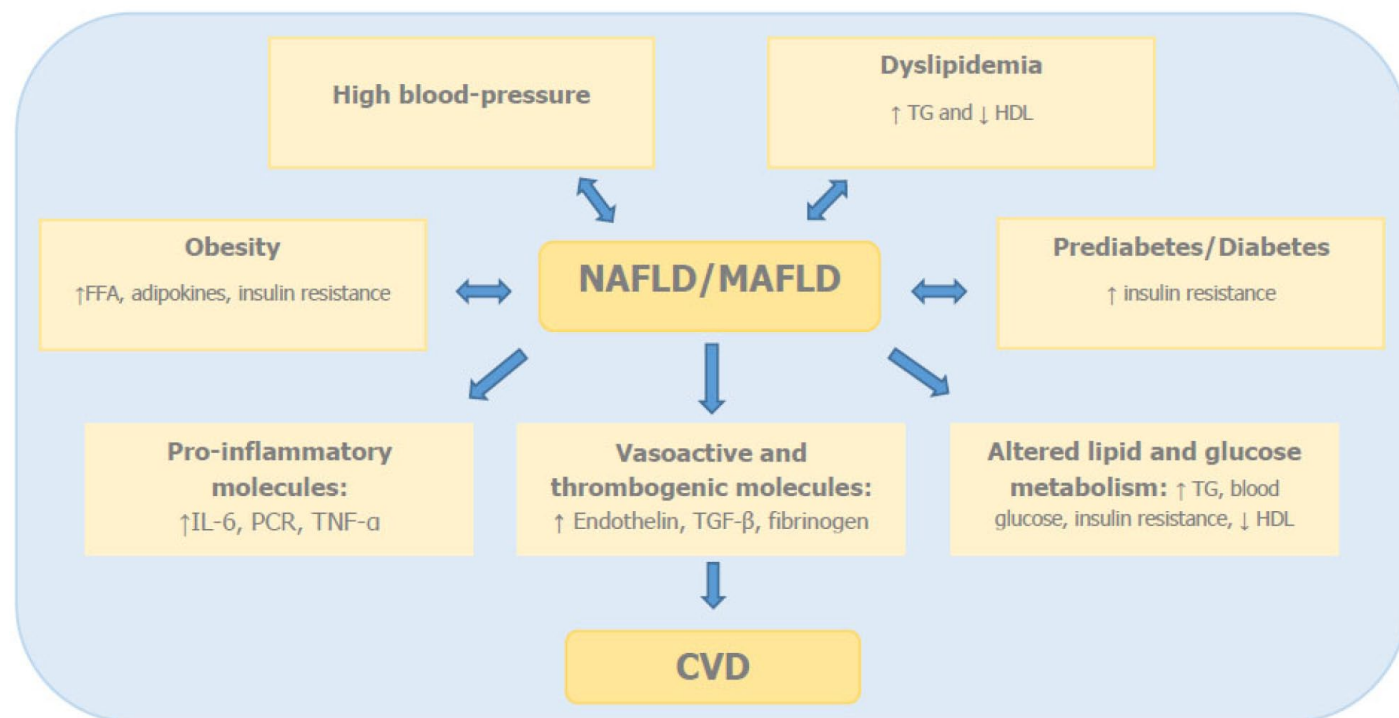 High blood-pressure
Dyslipidemia
↑ TG and ↓ HDL
Obesity
↑FFA, adipokines, insulin resistance
NAFLD/MAFLD
Prediabetes/Diabetes
↑ insulin resistance
Pro-inflammatory
molecules:
↑IL-6, PCR, TNF-α
Vasoactive and
thrombogenic molecules:
↑ Endothelin, TGF-β, fibrinogen
Altered lipid and glucose
metabolism: ↑ TG, blood
glucose, insulin resistance, ↓ HDL
CVD